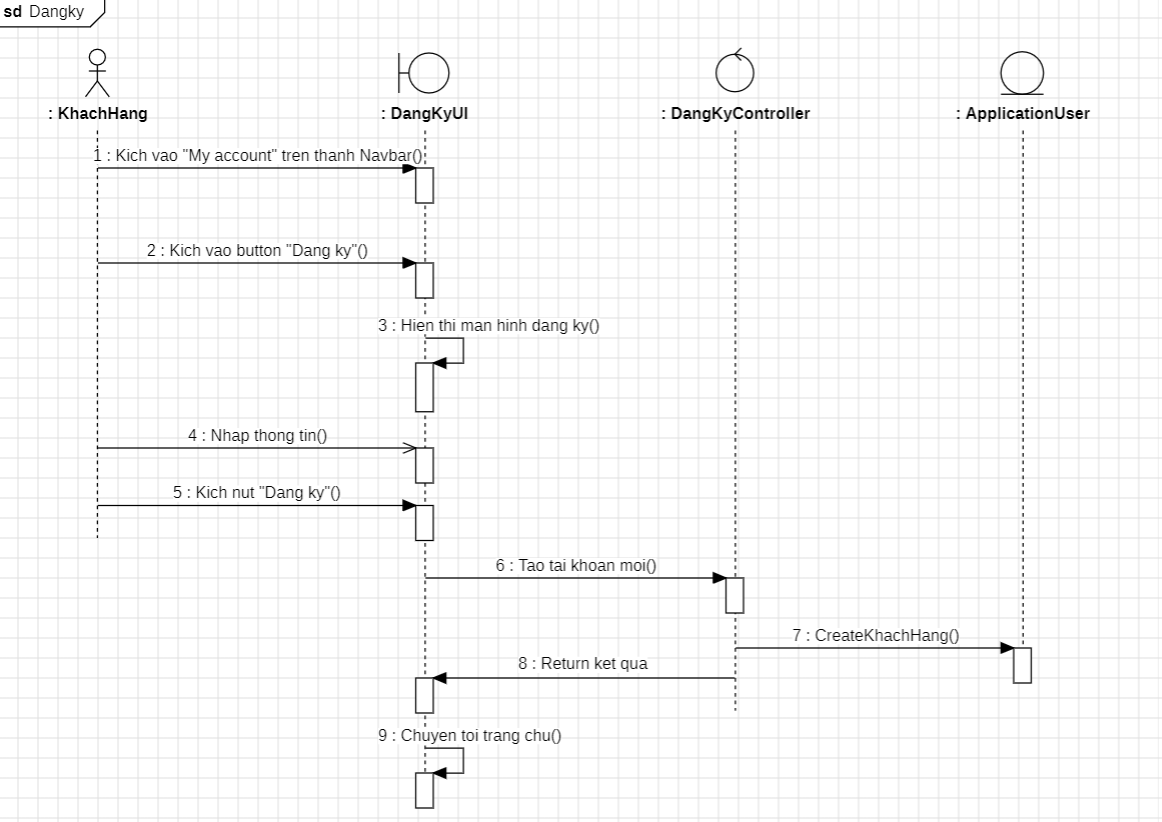 sd Dangky
: KhachHang
: DangKyUI
: DangKyController
: ApplicationUser
1 : Kich vao "My account" tren thanh Navbar()
2 : Kich vao button "Dang ky"()
3 : Hien thi man hinh dang ky()
4 : Nhap thong tin()
5 : Kich nut "Dang ky"()
6 : Tao tai khoan moi()
7 : CreateKhachHang()
8 : Return ket qua
9 : Chuyen toi trang chu()